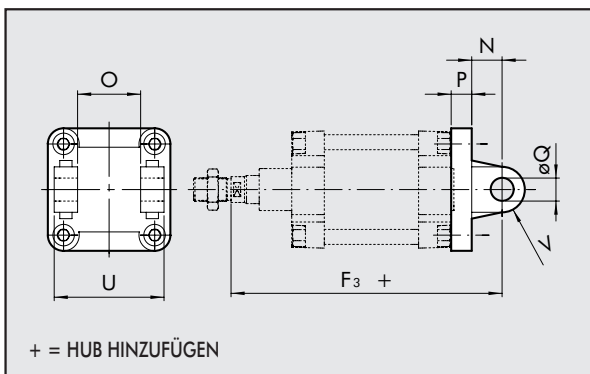 N
O
P
øQ
V
U
F3 +
+ = HUB HINZUFÜGEN